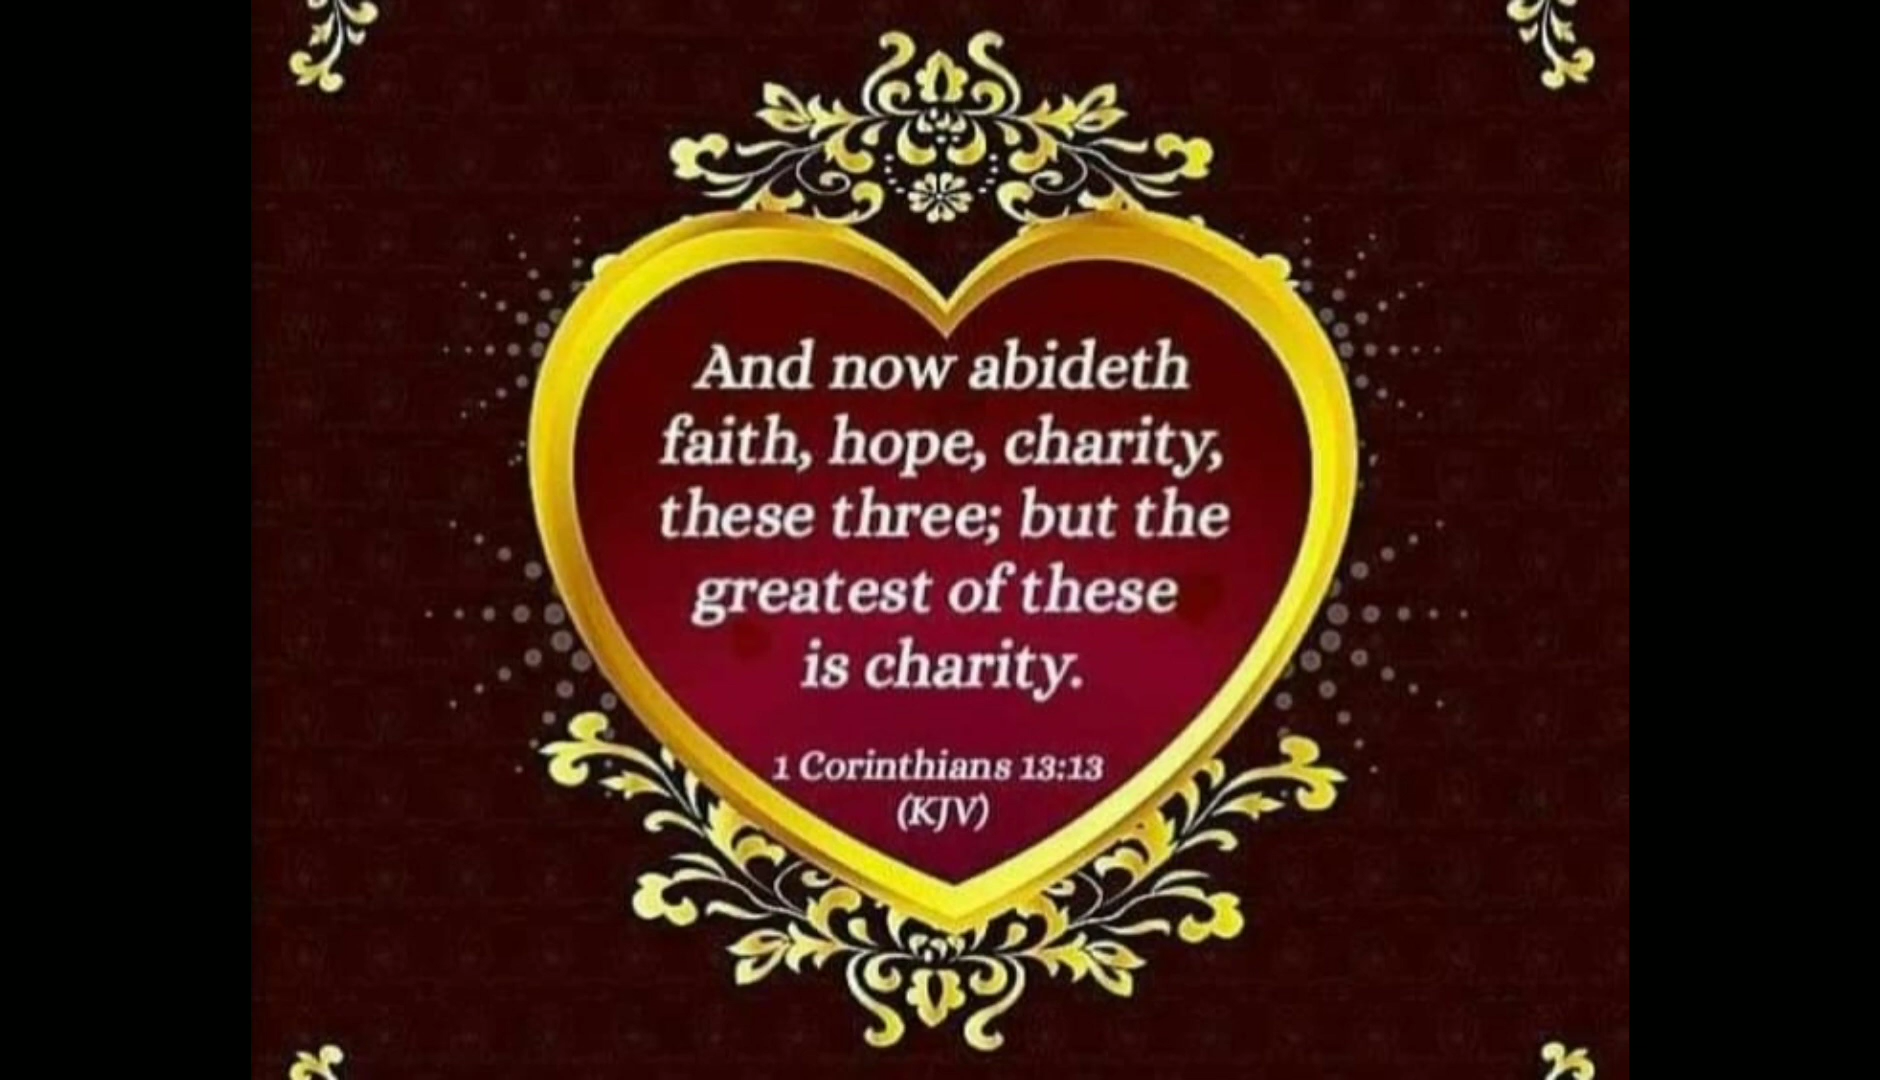 And now abideth
faith, hope, charity,
these three; but the
greatest of these
is charity.
1 Corinthians 13:13
(KJV)